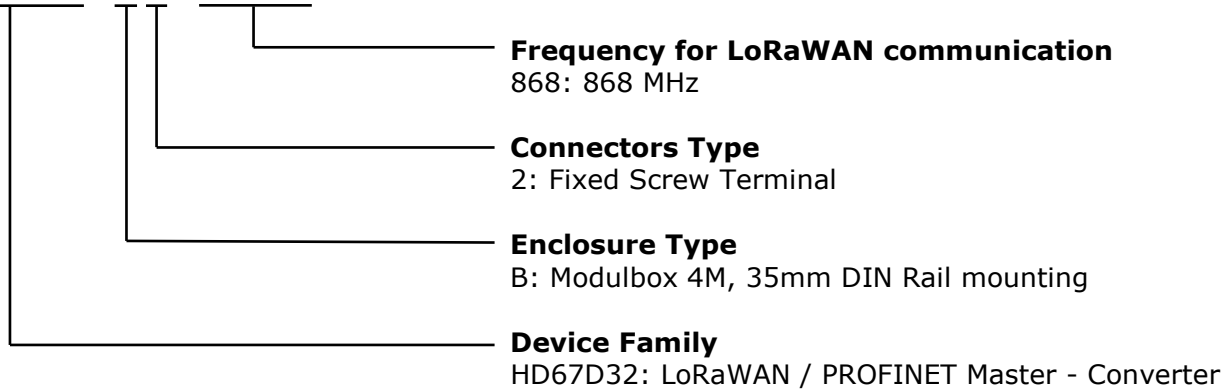 Frequency for LoRaWAN communication
868: 868 MHz
Connectors Type
2: Fixed Screw Terminal
Enclosure Type
B: Modulbox 4M, 35mm DIN Rail mounting
Device Family
HD67D32: LoRaWAN / PROFINET Master - Converter